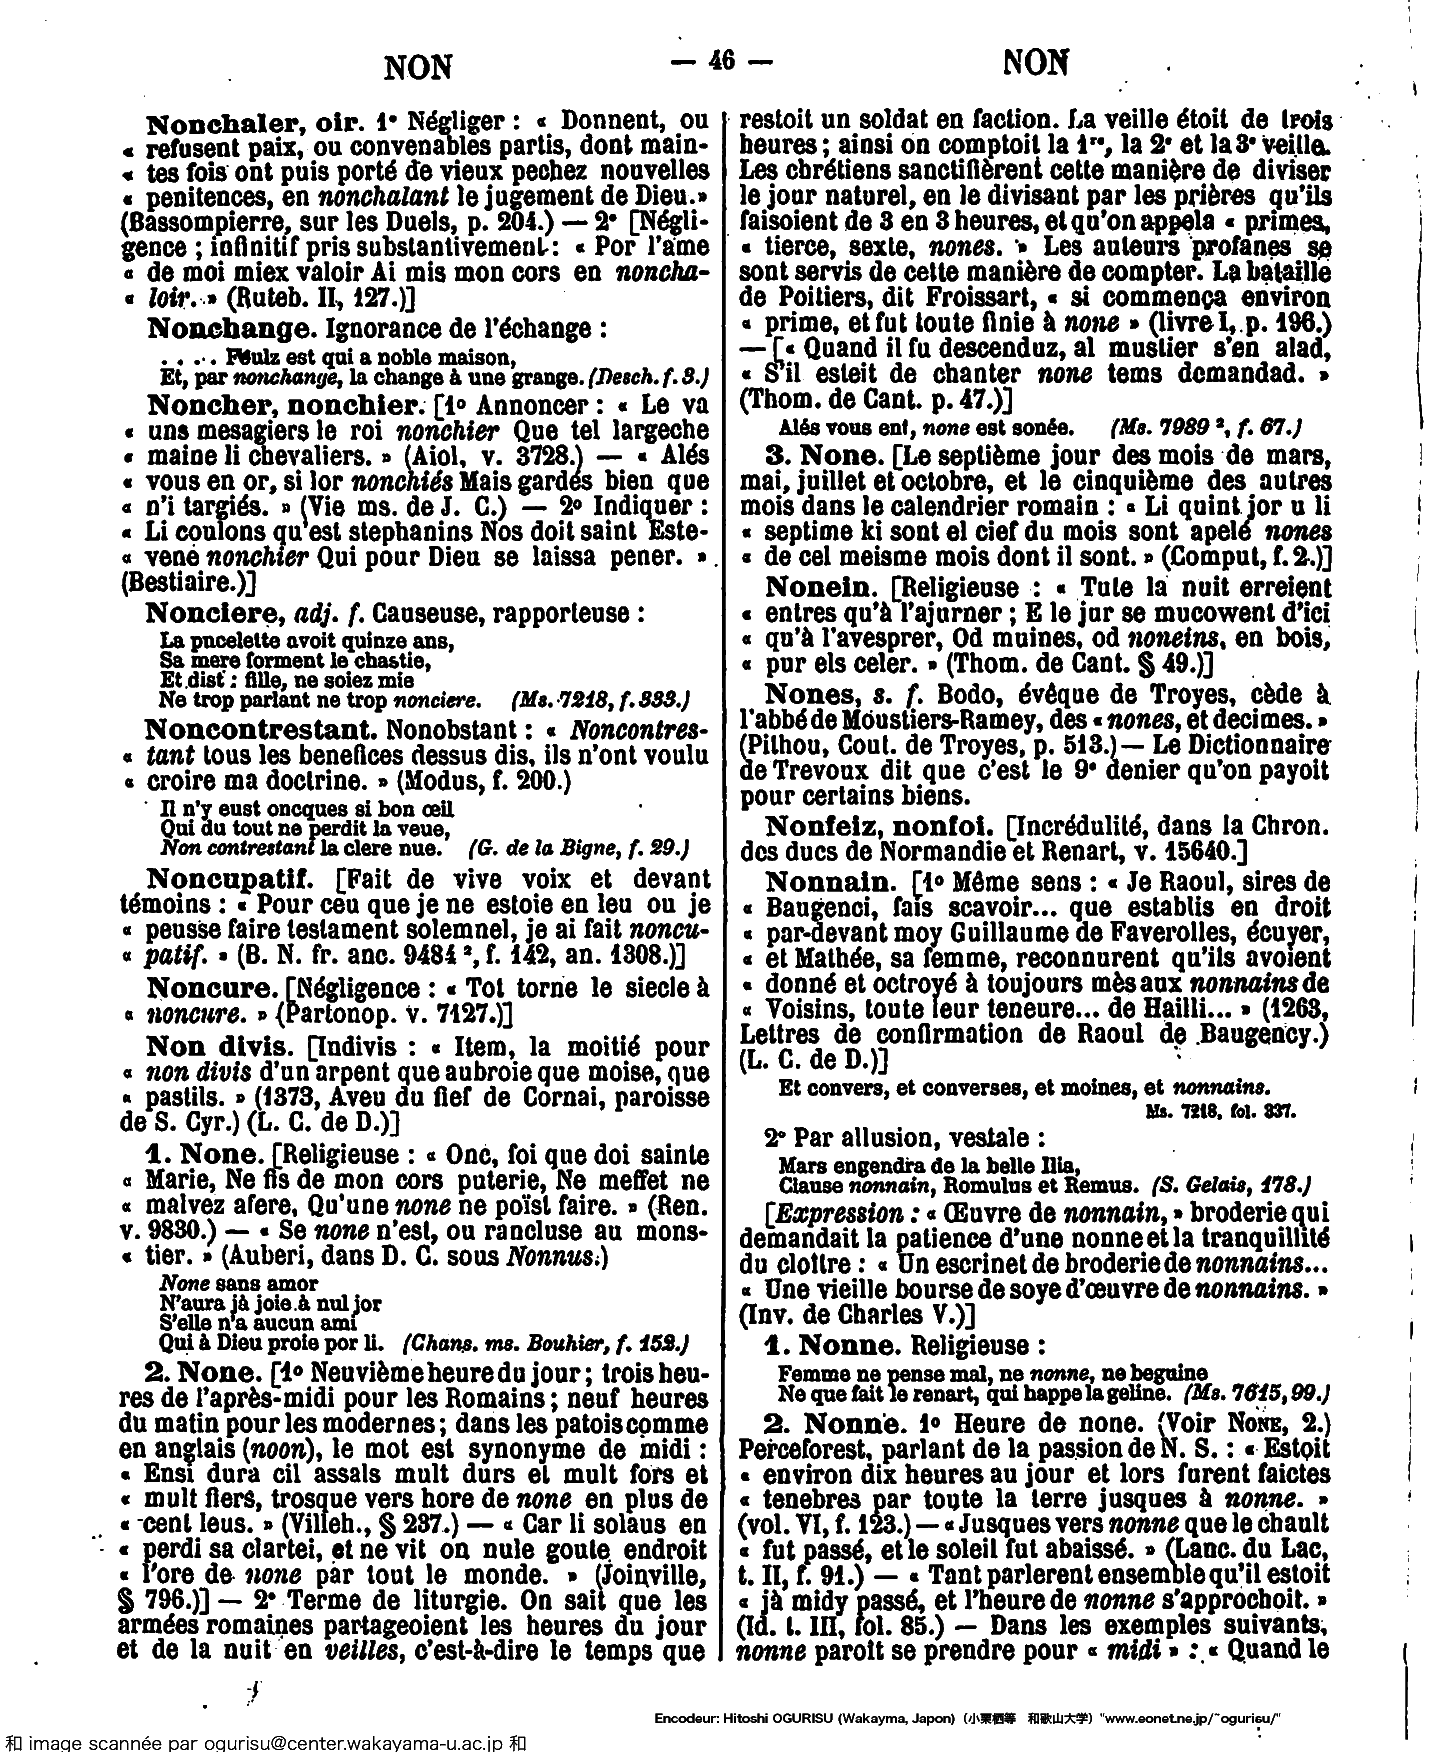 NON — 46 — NON
Nonchaler, oir. 1° Négliger : « Donnent, ou
« refusent paix, ou convenables partis, dont main-
« tes fois ont puis porté de vieux pechez nouvelles
« penitences, en nonchalant le jugement de Dieu. »
(Bassompierre, sur les Duels, p. 204.) — 2° [Négli-
gence ; infinitif pris substantivement : « Por l'ame
« de moi miex valoir Ai mis mon cors en noncha-
« loir. » (Ruteb. II, 127.)]
Nonchange. Ignorance de l'échange :
. . . . . Foulz est qui a noble maison,
Et, par nonchange, la change à une grange. (Desch. f. 3.)
Noncher, nonchier. [1° Annoncer : « Le va
« uns mesagiers le roi nonchier Que tel largeche
« maine li chevaliers. » (Aiol, v. 3728.) — « Alés
« vous en or, si lor nonchiés Mais gardés bien que
« n'i targiés. » (Vie ms. de J. C.) — 2° Indiquer :
« Li coulons qu'est stephanins Nos doit saint Este-
« vene nonchier Qui pour Dieu se laissa pener. »
(Bestiaire.)]
Nonciere, adj. f. Causeuse, rapporteuse :
La pucelette avoit quinze ans,
Sa mere forment le chastie,
Et dist : fille, ne soiez mie
Ne trop parlant ne trop nonciere. (Ms. 7218, f. 333.)
Noncontrestant. Nonobstant : « Noncontres-
« tant tous les benefices dessus dis, ils n'ont voulu
« croire ma doctrine. » (Modus, f. 200.)
Il n'y eust oncques si bon œil
Qui du tout ne perdit la veue,
Non contrestant la clere nue. (G. de la Bigne, f. 29.)
Noncupatif. [Fait de vive voix et devant
témoins : « Pour ceu que je ne estoie en leu ou je
« peusse faire testament solemnel, je ai fait noncu-
« patif. » (B. N. fr. anc. 9484 ², f. 142, an. 1308.)]
Noncure. [Négligence : « Tot torne le siecle à
« noncure. » (Partonop. v. 7127.)]
Non divis. [Indivis : « Item, la moitié pour
« non divis d'un arpent que aubroie que moise, que
« pastils. » (1373, Aveu du fief de Cornai, paroisse
de S. Cyr.) (L. C. de D.)]
1. None. [Religieuse : « Onc, foi que doi sainte
« Marie, Ne fis de mon cors puterie, Ne meffet ne
« malvez afere, Qu'une none ne poïst faire. » (Ren.
v. 9830.) — « Se none n'est, ou rancluse au mons-
« tier. » (Auberi, dans D. C. sous Nonnus.)
None sans amor
N'aura jà joie à nul jor
S'elle n'a aucun ami
Qui à Dieu proie por li. (Chans. ms. Bouhier, f. 152.)
2. None. [1° Neuvième heure du jour ; trois heu-
res de l'après-midi pour les Romains ; neuf heures
du matin pour les modernes ; dans les patois comme
en anglais (noon), le mot est synonyme de midi :
« Ensi dura cil assals mult durs et mult fors et
« mult fiers, trosque vers hore de none en plus de
« cent leus. » (Villeh., § 237.) — « Car li solaus en
« perdi sa clartei, et ne vit on nule goute endroit
« l'ore de none par tout le monde. » (Joinville,
§ 796.)] — 2° Terme de liturgie. On sait que les
armées romaines partageoient les heures du jour
et de la nuit en veilles, c'est-à-dire le temps que
restoit un soldat en faction. La veille étoit de trois
heures ; ainsi on comptoit la 1re, la 2e et la 3e veille.
Les chrétiens sanctifièrent cette manière de diviser
le jour naturel, en le divisant par les prières qu'ils
faisoient de 3 en 3 heures, et qu'on appela « primes,
« tierce, sexte, nones. » Les auteurs profanes se
sont servis de cette manière de compter. La bataille
de Poitiers, dit Froissart, « si commença environ
« prime, et fut toute finie à none » (livre I, p. 196.)
— [« Quand il fu descenduz, al mustier s'en alad,
« S'il esteit de chanter none tems demandad. »
(Thom. de Cant. p. 47.)]
Alés vous ent, none est sonée. (Ms. 7989 ², f. 67.)
3. None. [Le septième jour des mois de mars,
mai, juillet et octobre, et le cinquième des autres
mois dans le calendrier romain : « Li quint jor u li
« septime ki sont el cief du mois sont apelé nones
« de cel meisme mois dont il sont. » (Comput, f. 2.)]
Nonein. [Religieuse : « Tute la nuit erreient
« entres qu'à l'ajurner ; E le jur se mucowent d'ici
« qu'à l'avesprer, Od muines, od noneins, en bois,
« pur els celer. » (Thom. de Cant. § 49.)]
Nones, s. f. Bodo, évêque de Troyes, cède à
l'abbé de Moustiers-Ramey, des « nones, et decimes. »
(Pithou, Cout. de Troyes, p. 513.) — Le Dictionnaire
de Trevoux dit que c'est le 9e denier qu'on payoit
pour certains biens.
Nonfeiz, nonfoi. [Incrédulité, dans la Chron.
des ducs de Normandie et Renart, v. 15640.]
Nonnain. [1° Même sens : « Je Raoul, sires de
« Baugenci, fais scavoir... que establis en droit
« par-devant moy Guillaume de Faverolles, écuyer,
« et Mathée, sa femme, reconnurent qu'ils avoient
« donné et octroyé à toujours mès aux nonnains de
« Voisins, toute leur teneure... de Hailli... » (1263,
Lettres de confirmation de Raoul de Baugency.)
(L. C. de D.)]
Et convers, et converses, et moines, et nonnains.
Ms. 7218, fol. 337.
2° Par allusion, vestale :
Mars engendra de la belle Ilia,
Clause nonnain, Romulus et Remus. (S. Gelais, 178.)
[Expression : « Œuvre de nonnain, » broderie qui
demandait la patience d'une nonne et la tranquillité
du cloître : « Un escrinet de broderie de nonnains...
« Une vieille bourse de soye d'œuvre de nonnains. »
(Inv. de Charles V.)]
1. Nonne. Religieuse :
Femme ne pense mal, ne nonne, ne beguine
Ne que fait le renart, qui happe la geline. (Ms. 7615, 99.)
2. Nonne. 1° Heure de none. (Voir NONE, 2.)
Perceforest, parlant de la passion de N. S. : « Estoit
« environ dix heures au jour et lors furent faictes
« tenebres par toute la terre jusques à nonne. »
(vol. VI, f. 123.) — « Jusques vers nonne que le chault
« fut passé, et le soleil fut abaissé. » (Lanc. du Lac,
t. II, f. 91.) — « Tant parlerent ensemble qu'il estoit
« jà midy passé, et l'heure de nonne s'approchoit. »
(Id. t. III, fol. 85.) — Dans les exemples suivants,
nonne paroit se prendre pour « midi » : « Quand le
Encodeur: Hitoshi OGURISU (Wakayma, Japon) (小栗栖等 和歌山大学) "www.eonet.ne.jp/~ogurisu/"
和 image scannée par ogurisu@center.wakayama-u.ac.jp 和